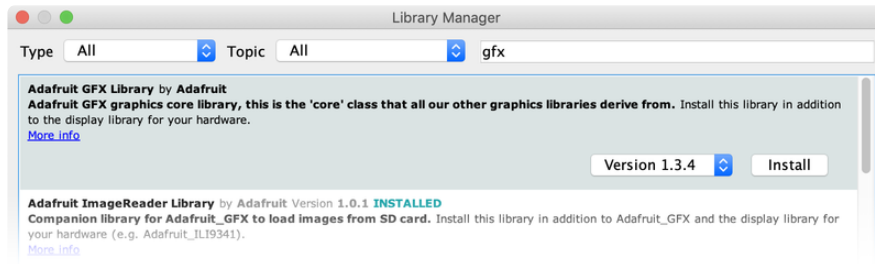 Library Manager
Type All Topic All gfx
Adafruit GFX Library by Adafruit
Adafruit GFX graphics core library, this is the 'core' class that all our other graphics libraries derive from. Install this library in addition
to the display library for your hardware.
More info
Version 1.3.4 Install
Adafruit ImageReader Library by Adafruit Version 1.0.1 INSTALLED
Companion library for Adafruit_GFX to load images from SD card. Install this library in addition to Adafruit_GFX and the display library for
your hardware (e.g. Adafruit_ILI9341).
More info